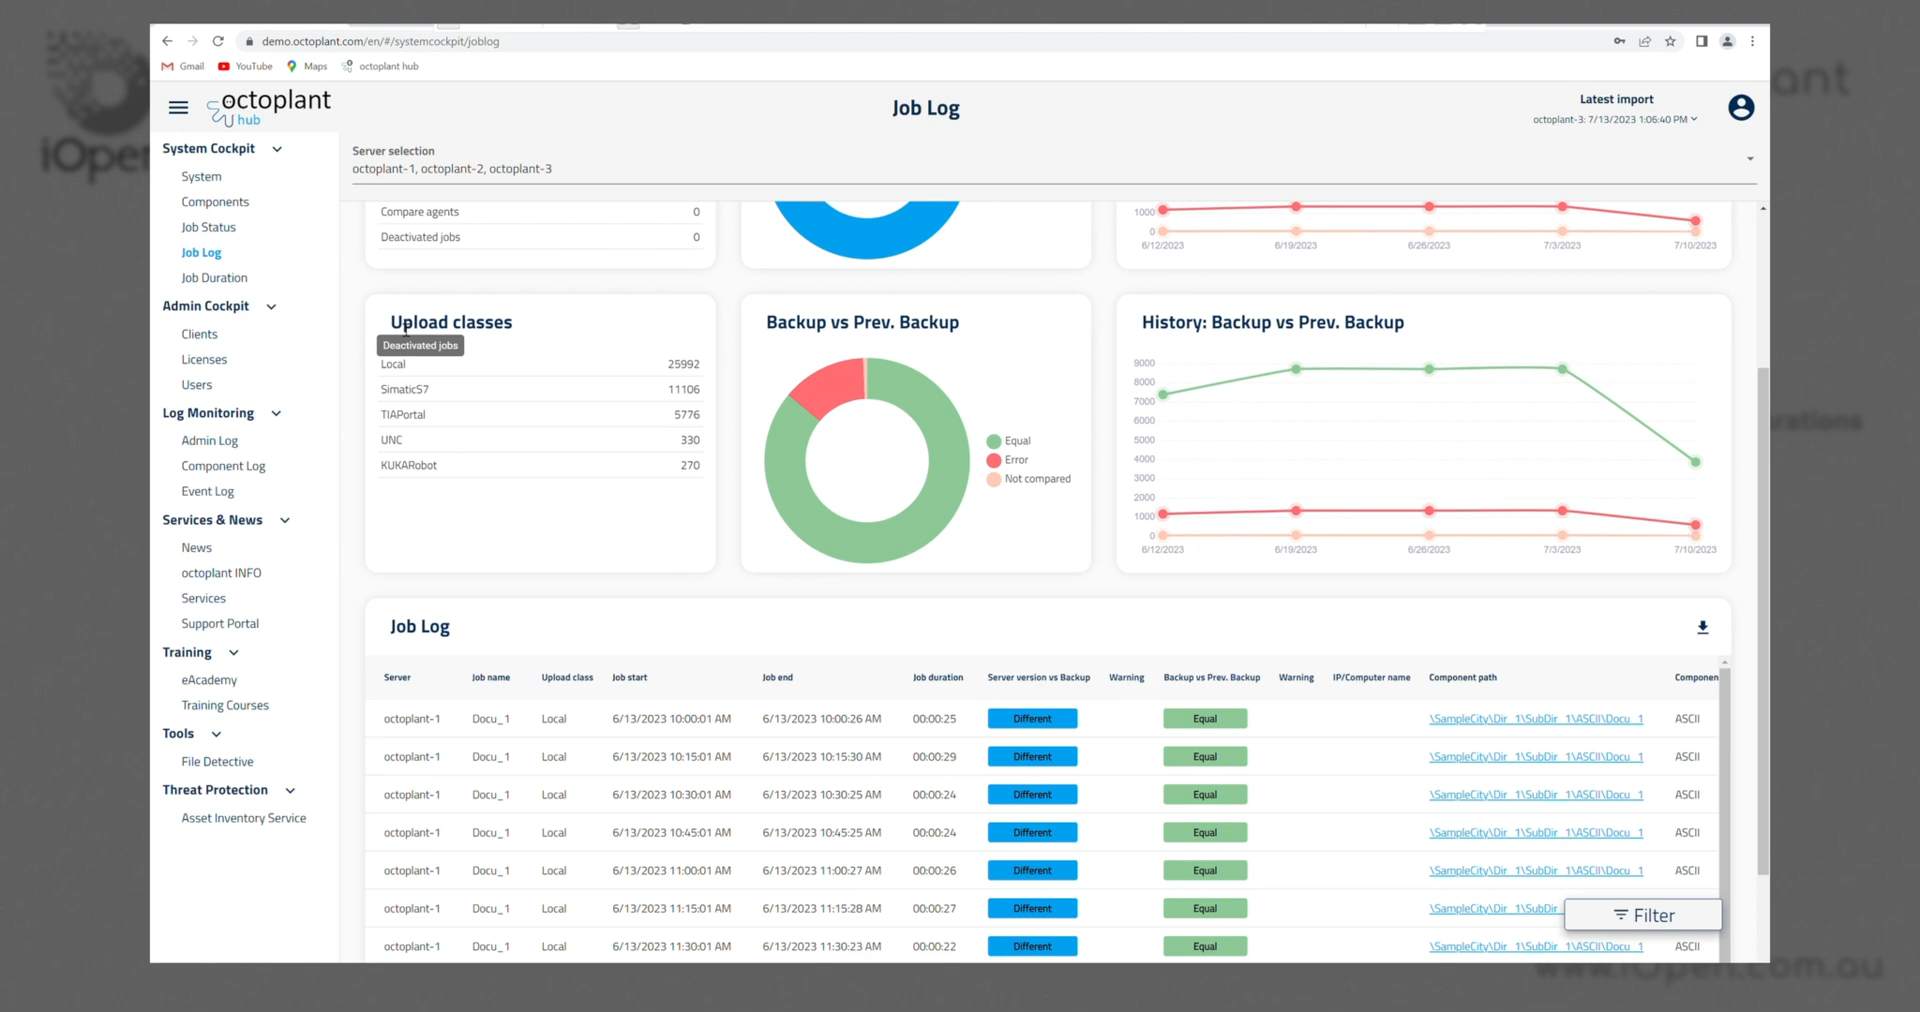 demo.octoplant.com/en/#/systemcockpit/joblog
Gmail YouTube Maps octoplant hub
octoplant
hub
Job Log
Latest import
octoplant-3: 7/13/2023 1:06:40 PM
System Cockpit
System
Components
Job Status
Job Log
Job Duration
Admin Cockpit
Clients
Licenses
Users
Log Monitoring
Admin Log
Component Log
Event Log
Services & News
News
octoplant INFO
Services
Support Portal
Training
eAcademy
Training Courses
Tools
File Detective
Threat Protection
Asset Inventory Service
Server selection
octoplant-1, octoplant-2, octoplant-3
Compare agents 0
Deactivated jobs 0
1000
0
6/12/2023 6/19/2023 6/26/2023 7/3/2023 7/10/2023
Upload classes
Deactivated jobs
Local 25992
SimaticS7 11106
TIAPortal 5776
UNC 330
KUKARobot 270
Backup vs Prev. Backup
Equal
Error
Not compared
History: Backup vs Prev. Backup
9000
8000
7000
6000
5000
4000
3000
2000
1000
0
6/12/2023 6/19/2023 6/26/2023 7/3/2023 7/10/2023
Job Log
Server Job name Upload class Job start Job end Job duration Server version vs Backup Warning Backup vs Prev. Backup Warning IP/Computer name Component path Componen
octoplant-1 Docu_1 Local 6/13/2023 10:00:01 AM 6/13/2023 10:00:26 AM 00:00:25 Different Equal \SampleCity\Dir_1\SubDir_1\ASCII\Docu_1 ASCII
octoplant-1 Docu_1 Local 6/13/2023 10:15:01 AM 6/13/2023 10:15:30 AM 00:00:29 Different Equal \SampleCity\Dir_1\SubDir_1\ASCII\Docu_1 ASCII
octoplant-1 Docu_1 Local 6/13/2023 10:30:01 AM 6/13/2023 10:30:25 AM 00:00:24 Different Equal \SampleCity\Dir_1\SubDir_1\ASCII\Docu_1 ASCII
octoplant-1 Docu_1 Local 6/13/2023 10:45:01 AM 6/13/2023 10:45:25 AM 00:00:24 Different Equal \SampleCity\Dir_1\SubDir_1\ASCII\Docu_1 ASCII
octoplant-1 Docu_1 Local 6/13/2023 11:00:01 AM 6/13/2023 11:00:27 AM 00:00:26 Different Equal \SampleCity\Dir_1\SubDir_1\ASCII\Docu_1 ASCII
octoplant-1 Docu_1 Local 6/13/2023 11:15:01 AM 6/13/2023 11:15:28 AM 00:00:27 Different Equal \SampleCity\Dir_1\SubDir
Filter
octoplant-1 Docu_1 Local 6/13/2023 11:30:01 AM 6/13/2023 11:30:23 AM 00:00:22 Different Equal \SampleCity\Dir_1\SubDir_1\ASCII\Docu_1 ASCII
iOpen
ant
rations
www.iOpen.com.au